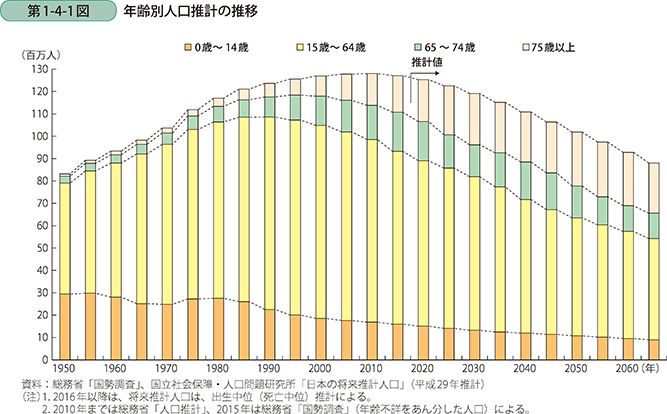 第1-4-1図 年齢別人口推計の推移
0歳～14歳 15歳～64歳 65～74歳 75歳以上
（百万人）
推計値
130
120
110
100
90
80
70
60
50
40
30
20
10
0
1950 1960 1970 1980 1990 2000 2010 2020 2030 2040 2050 2060（年）
資料：総務省「国勢調査」、国立社会保障・人口問題研究所「日本の将来推計人口」（平成29年推計）
（注）1. 2016年以降は、将来推計人口は、出生中位（死亡中位）推計による。
2. 2010年までは総務省「人口推計」、2015年は総務省「国勢調査」（年齢不詳をあん分した人口）による。